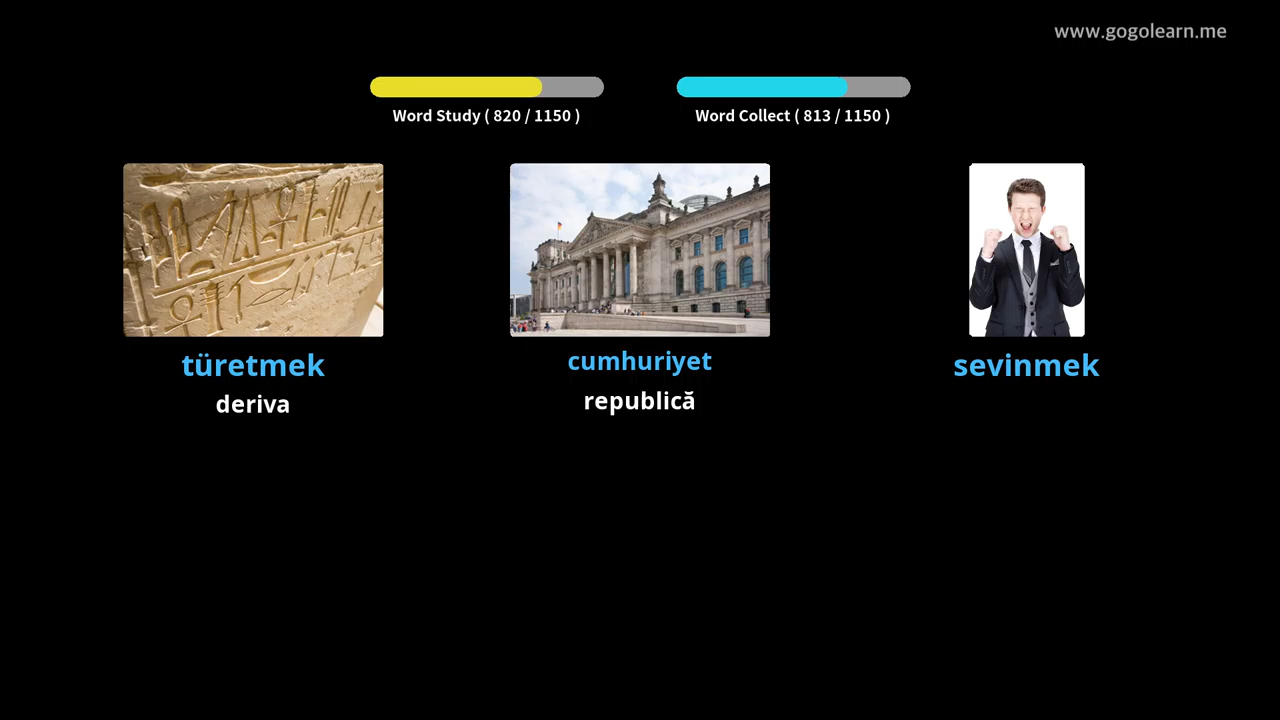 www.gogolearn.me
Word Study ( 820 / 1150 )
Word Collect ( 813 / 1150 )
türetmek
deriva
cumhuriyet
republică
sevinmek